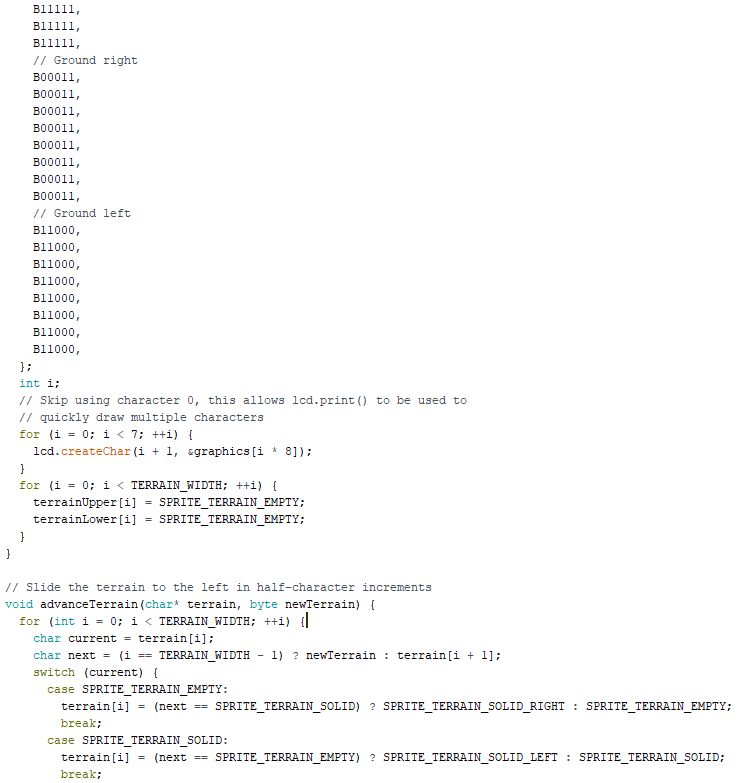 B11111,
    B11111,
    B11111,
    // Ground right
    B00011,
    B00011,
    B00011,
    B00011,
    B00011,
    B00011,
    B00011,
    B00011,
    // Ground left
    B11000,
    B11000,
    B11000,
    B11000,
    B11000,
    B11000,
    B11000,
    B11000,
  };
  int i;
  // Skip using character 0, this allows lcd.print() to be used to
  // quickly draw multiple characters
  for (i = 0; i < 7; ++i) {
    lcd.createChar(i + 1, &graphics[i * 8]);
  }
  for (i = 0; i < TERRAIN_WIDTH; ++i) {
    terrainUpper[i] = SPRITE_TERRAIN_EMPTY;
    terrainLower[i] = SPRITE_TERRAIN_EMPTY;
  }
}

// Slide the terrain to the left in half-character increments
void advanceTerrain(char* terrain, byte newTerrain) {
  for (int i = 0; i < TERRAIN_WIDTH; ++i) {
    char current = terrain[i];
    char next = (i == TERRAIN_WIDTH - 1) ? newTerrain : terrain[i + 1];
    switch (current) {
      case SPRITE_TERRAIN_EMPTY:
        terrain[i] = (next == SPRITE_TERRAIN_SOLID) ? SPRITE_TERRAIN_SOLID_RIGHT : SPRITE_TERRAIN_EMPTY;
        break;
      case SPRITE_TERRAIN_SOLID:
        terrain[i] = (next == SPRITE_TERRAIN_EMPTY) ? SPRITE_TERRAIN_SOLID_LEFT : SPRITE_TERRAIN_SOLID;
        break;